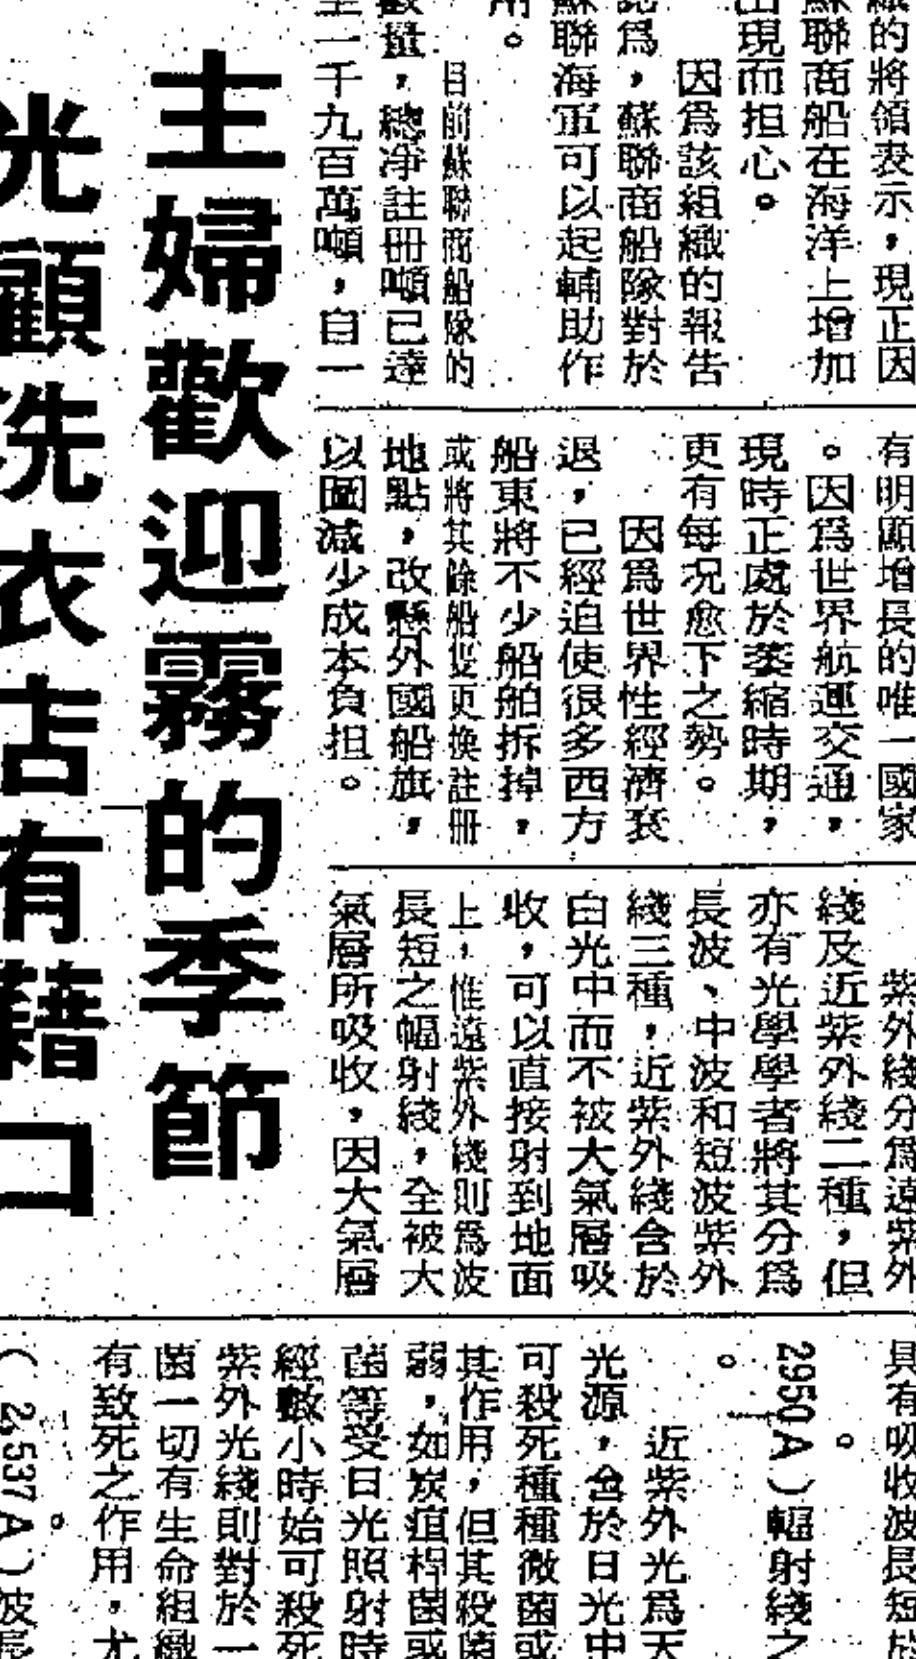 織的將領表示，現正因
蘇聯商船在海洋上增加
出現而担心。
因為該組織的報告
認爲，蘇聯商船隊對於
蘇聯海軍可以起輔助作
用。
目前蘇聯商船隊的
數量，總净註册噸已達
至一千九百萬噸，自一
有明顯增長的唯一國家
。因爲世界航運交通，
現時正處於萎縮時期，
更有每况愈下之勢。
因爲世界性經濟衰
退，已經迫使很多西方
船東將不少船舶拆掉，
或將其餘船隻更換註册
地點，改懸外國船旗，
以圖減少成本負担。
紫外綫分爲遠紫外
綫及近紫外綫二種，但
亦有光學學者將其分爲
長波、中波和短波紫外
綫三種，近紫外綫含於
白光中而不被大氣層吸
收，可以直接射到地面
上，惟遠紫外綫則爲波
長短之幅射綫，全被大
氣層所吸收，因大氣層
具有吸收波長短於
2950A）輻射綫之
。
近紫外光爲天
光源，含於日光中
可殺死種種微菌或
其作用，但其殺菌
弱，如炭疽桿菌或
菌等受日光照射時
經數小時始可殺死
紫外光綫則對於一
菌一切有生命組織
有致死之作用，尤
（2,537A）波長
主婦歡迎霧的季節
光顧洗衣店有藉口